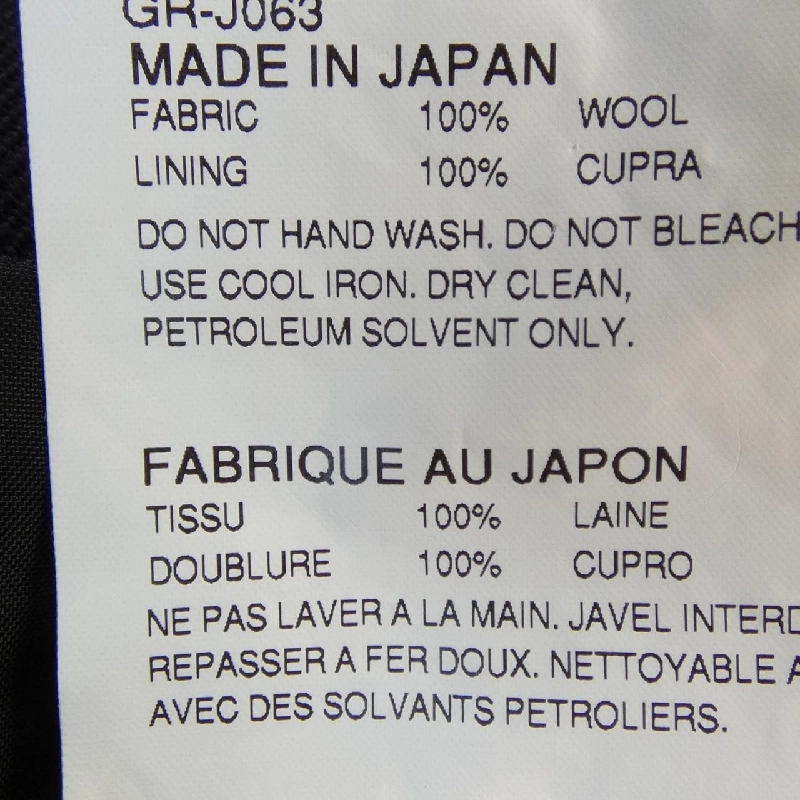 GR-J063
MADE IN JAPAN
FABRIC 100% WOOL
LINING 100% CUPRA
DO NOT HAND WASH. DO NOT BLEACH
USE COOL IRON. DRY CLEAN,
PETROLEUM SOLVENT ONLY.
FABRIQUE AU JAPON
TISSU 100% LAINE
DOUBLURE 100% CUPRO
NE PAS LAVER A LA MAIN. JAVEL INTERD
REPASSER A FER DOUX. NETTOYABLE A
AVEC DES SOLVANTS PETROLIERS.